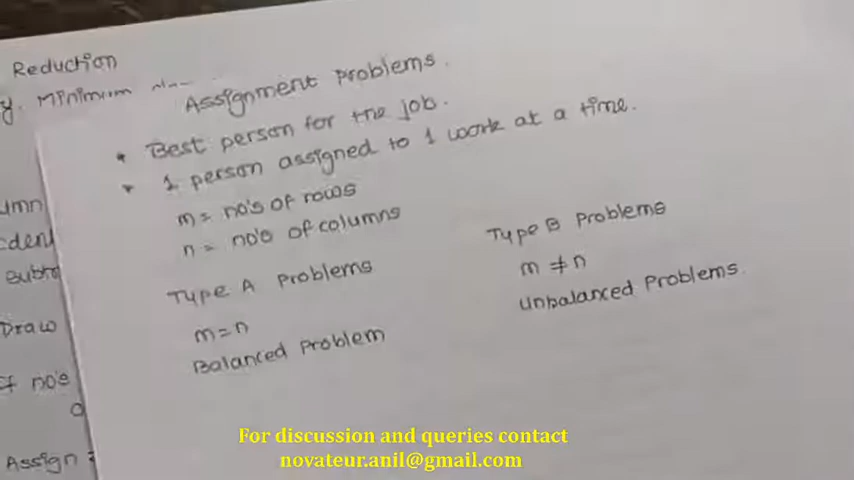 Reduction
Minimum
Assignment Problems.
* Best person for the job.
* 1 person assigned to 1 work at a time.
m = no's of rows
n = no's of columns
Type A Problems
m=n
Balanced Problem
Type B Problems
m ≠ n
Unbalanced Problems.
Draw
If no's
Assign
For discussion and queries contact
novateur.anil@gmail.com